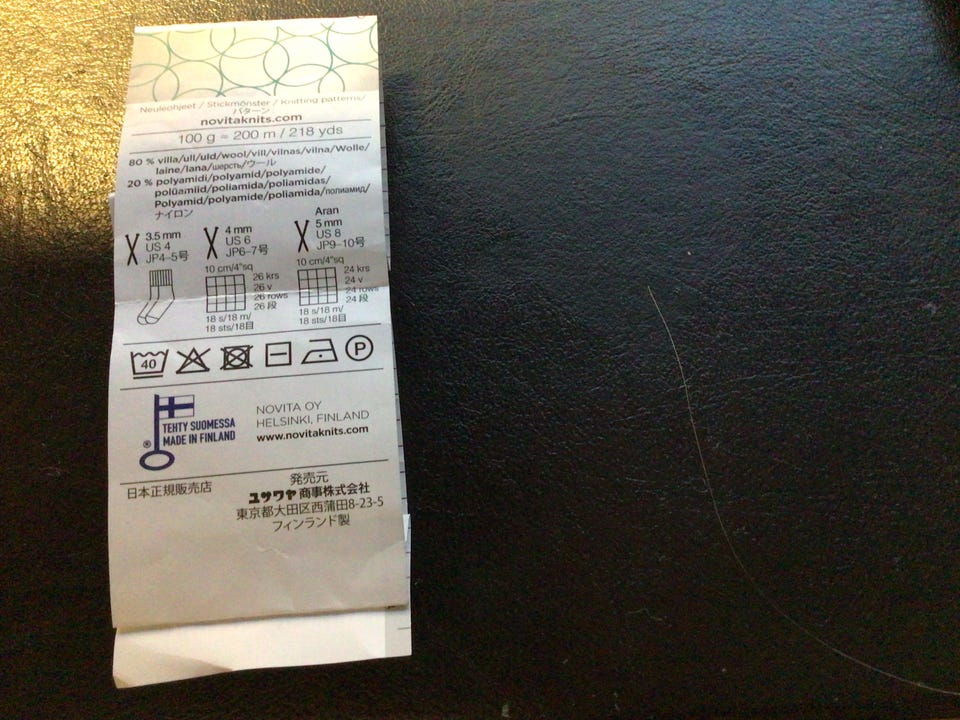 Neuleohjeet / Stickmönster / Knitting patterns/
パターン
novitaknits.com
100 g ≈ 200 m / 218 yds
80 % villa/ull/uld/wool/vill/vilnas/vilna/Wolle/
laine/lana/шерсть/ウール
20 % polyamidi/polyamid/polyamide/
polüamiid/poliamida/poliamidas/
Polyamid/polyamide/poliamida/полиамид/
ナイロン
3.5 mm
US 4
JP4-5号
4 mm
US 6
JP6-7号
Aran
5 mm
US 8
JP9-10号
10 cm/4"sq
26 krs
26 v
26 rows
26 段
18 s/18 m/
18 sts/18目
10 cm/4"sq
24 krs
24 v
24 rows
24 段
18 s/18 m/
18 sts/18目
40
P
TEHTY SUOMESSA
MADE IN FINLAND
®
NOVITA OY
HELSINKI, FINLAND
www.novitaknits.com
日本正規販売店
発売元
ユザワヤ商事株式会社
東京都大田区西蒲田8-23-5
フィンランド製